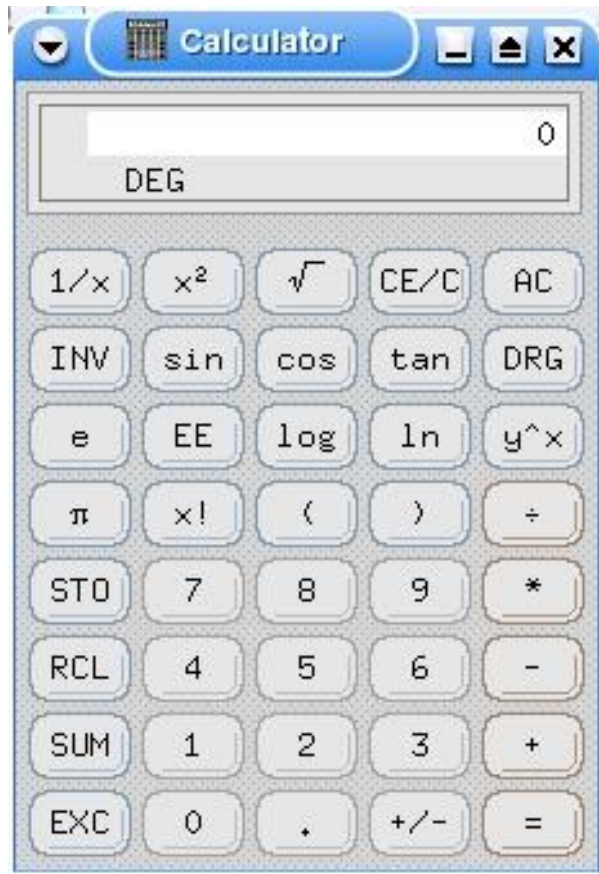 Calculator
0
DEG
1/x x² √ CE/C AC
INV sin cos tan DRG
e EE log ln y^x
π x! ( ) ÷
STO 7 8 9 *
RCL 4 5 6 -
SUM 1 2 3 +
EXC 0 . +/- =